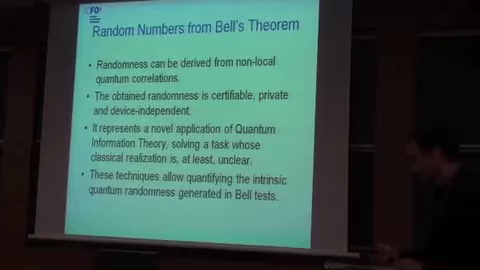 ICFO
Random Numbers from Bell's Theorem
• Randomness can be derived from non-local
quantum correlations.
• The obtained randomness is certifiable, private
and device-independent.
• It represents a novel application of Quantum
Information Theory, solving a task whose
classical realization is, at least, unclear.
• These techniques allow quantifying the intrinsic
quantum randomness generated in Bell tests.